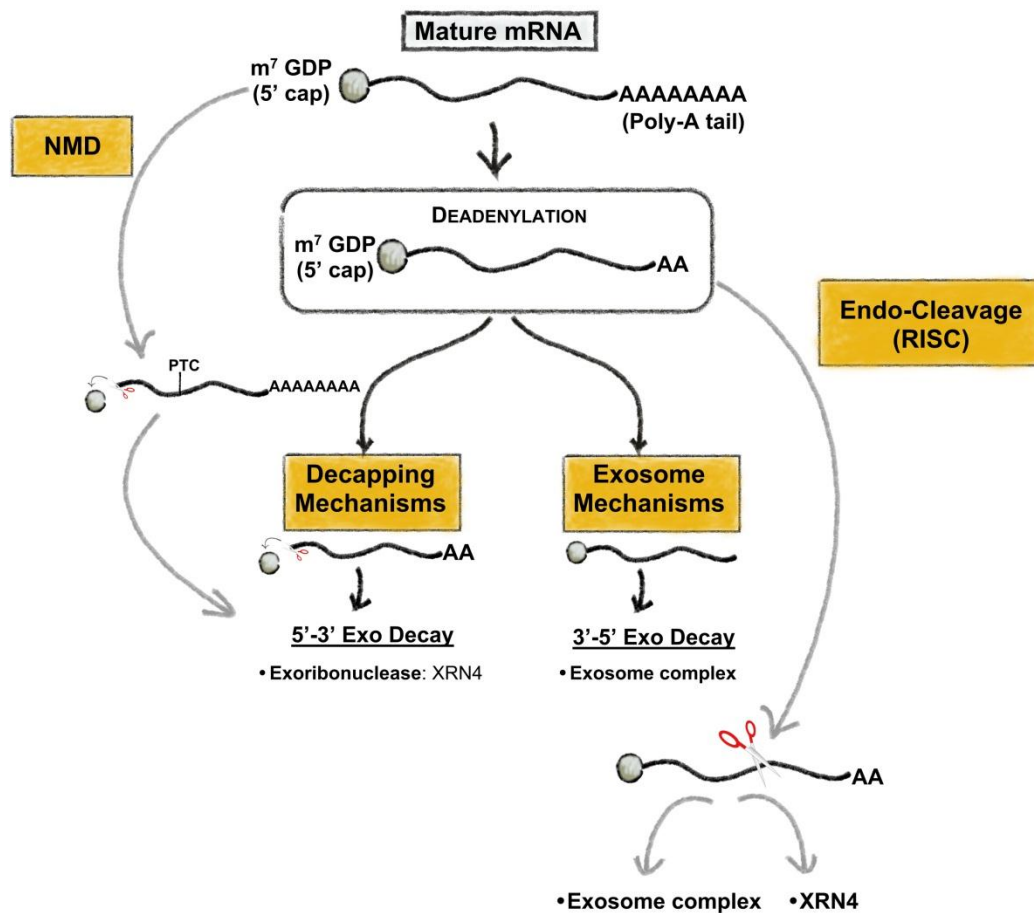 Mature mRNA
m⁷ GDP
(5’ cap)
AAAAAAAA
(Poly-A tail)
NMD
DEADENYLATION
m⁷ GDP
(5’ cap)
AA
Endo-Cleavage
(RISC)
PTC
AAAAAAAA
Decapping
Mechanisms
Exosome
Mechanisms
AA
5’-3’ Exo Decay
• Exoribonuclease: XRN4
3’-5’ Exo Decay
• Exosome complex
AA
•Exosome complex
•XRN4